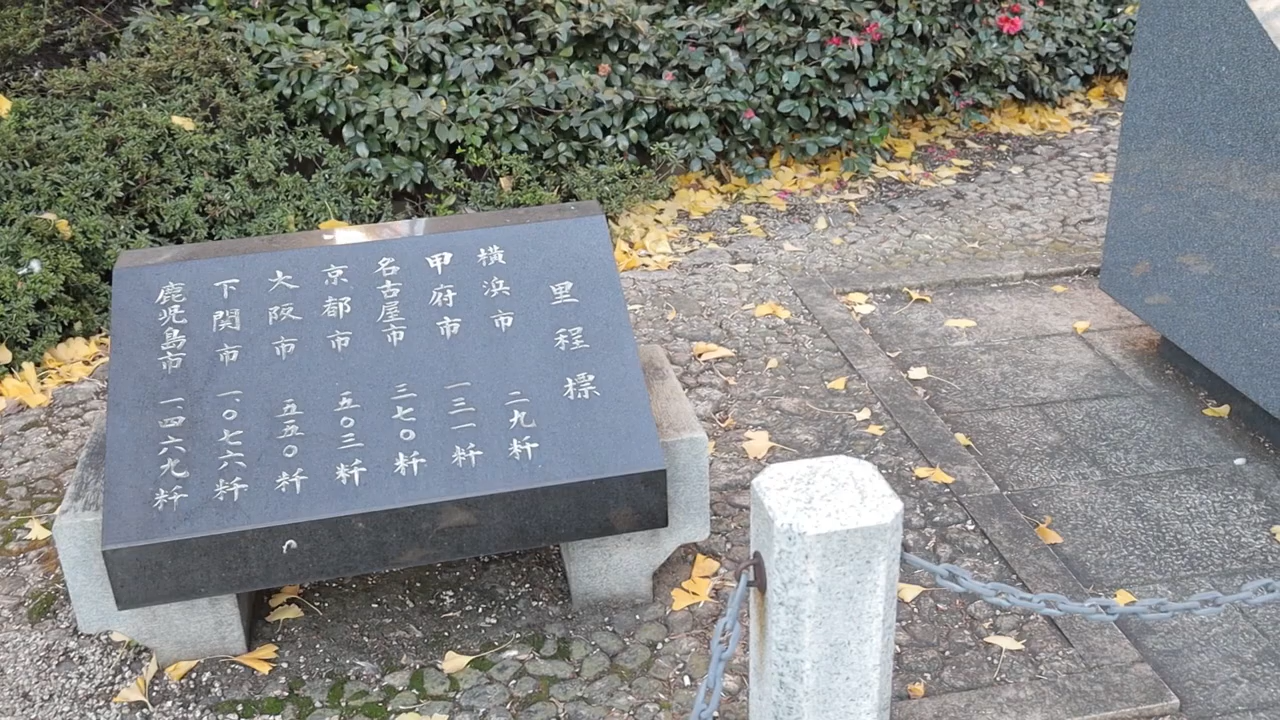 里程標
横浜市 二九粁
甲府市 一三一粁
名古屋市 三七〇粁
京都市 五〇三粁
大阪市 五五〇粁
下関市 一、〇七六粁
鹿児島市 一、四六九粁